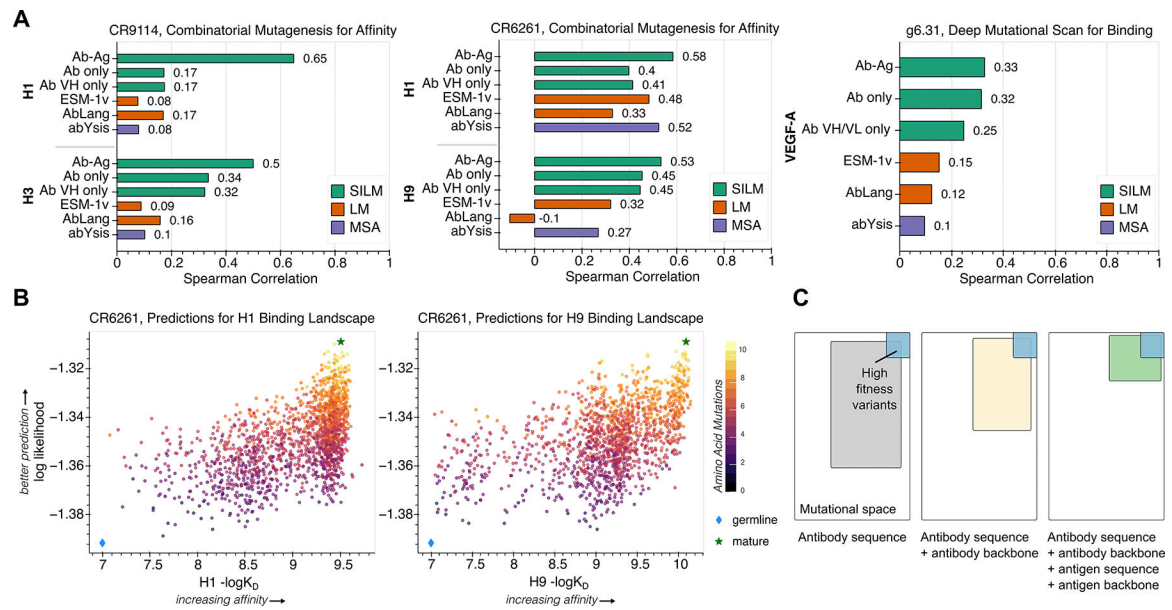 A
CR9114, Combinatorial Mutagenesis for Affinity
H1
Ab-Ag 0.65
Ab only 0.17
Ab VH only 0.17
ESM-1v 0.08
AbLang 0.17
abYsis 0.08
H3
Ab-Ag 0.5
Ab only 0.34
Ab VH only 0.32
ESM-1v 0.09
AbLang 0.16
abYsis 0.1
SILM
LM
MSA
0 0.2 0.4 0.6 0.8 1
Spearman Correlation
CR6261, Combinatorial Mutagenesis for Affinity
H1
Ab-Ag 0.58
Ab only 0.4
Ab VH only 0.41
ESM-1v 0.48
AbLang 0.33
abYsis 0.52
H9
Ab-Ag 0.53
Ab only 0.45
Ab VH only 0.45
ESM-1v 0.32
AbLang -0.1
abYsis 0.27
SILM
LM
MSA
0 0.2 0.4 0.6 0.8 1
Spearman Correlation
g6.31, Deep Mutational Scan for Binding
VEGF-A
Ab-Ag 0.33
Ab only 0.32
Ab VH/VL only 0.25
ESM-1v 0.15
AbLang 0.12
abYsis 0.1
SILM
LM
MSA
0 0.2 0.4 0.6 0.8 1
Spearman Correlation
B
CR6261, Predictions for H1 Binding Landscape
better prediction →
log likelihood
−1.32
−1.34
−1.36
−1.38
7 7.5 8 8.5 9 9.5
H1 -logKD
increasing affinity →
CR6261, Predictions for H9 Binding Landscape
−1.32
−1.34
−1.36
−1.38
7 7.5 8 8.5 9 9.5 10
H9 -logKD
increasing affinity →
Amino Acid Mutations
10
8
6
4
2
0
germline
mature
C
High
fitness
variants
Mutational space
Antibody sequence
Antibody sequence
+ antibody backbone
Antibody sequence
+ antibody backbone
+ antigen sequence
+ antigen backbone